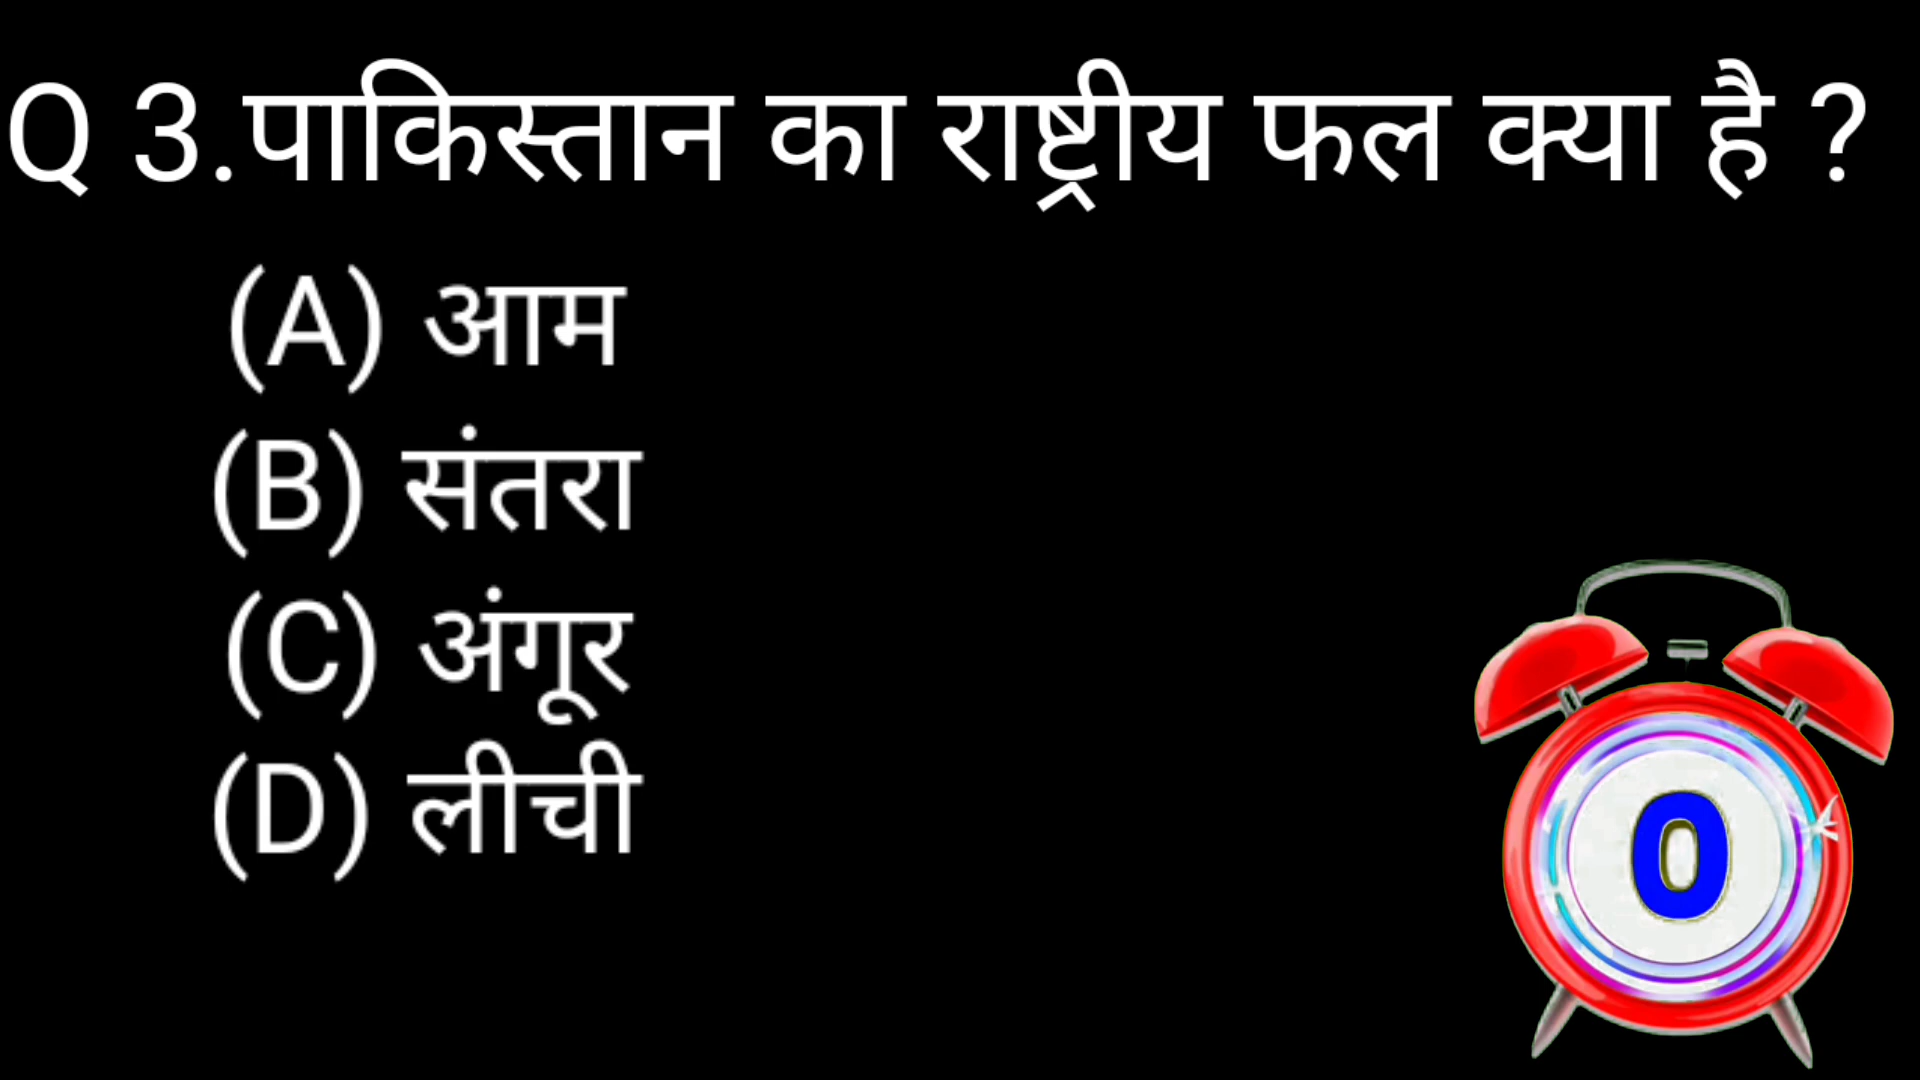 Q 3.पाकिस्तान का राष्ट्रीय फल क्या है ?
(A) आम
(B) संतरा
(C) अंगूर
(D) लीची
0